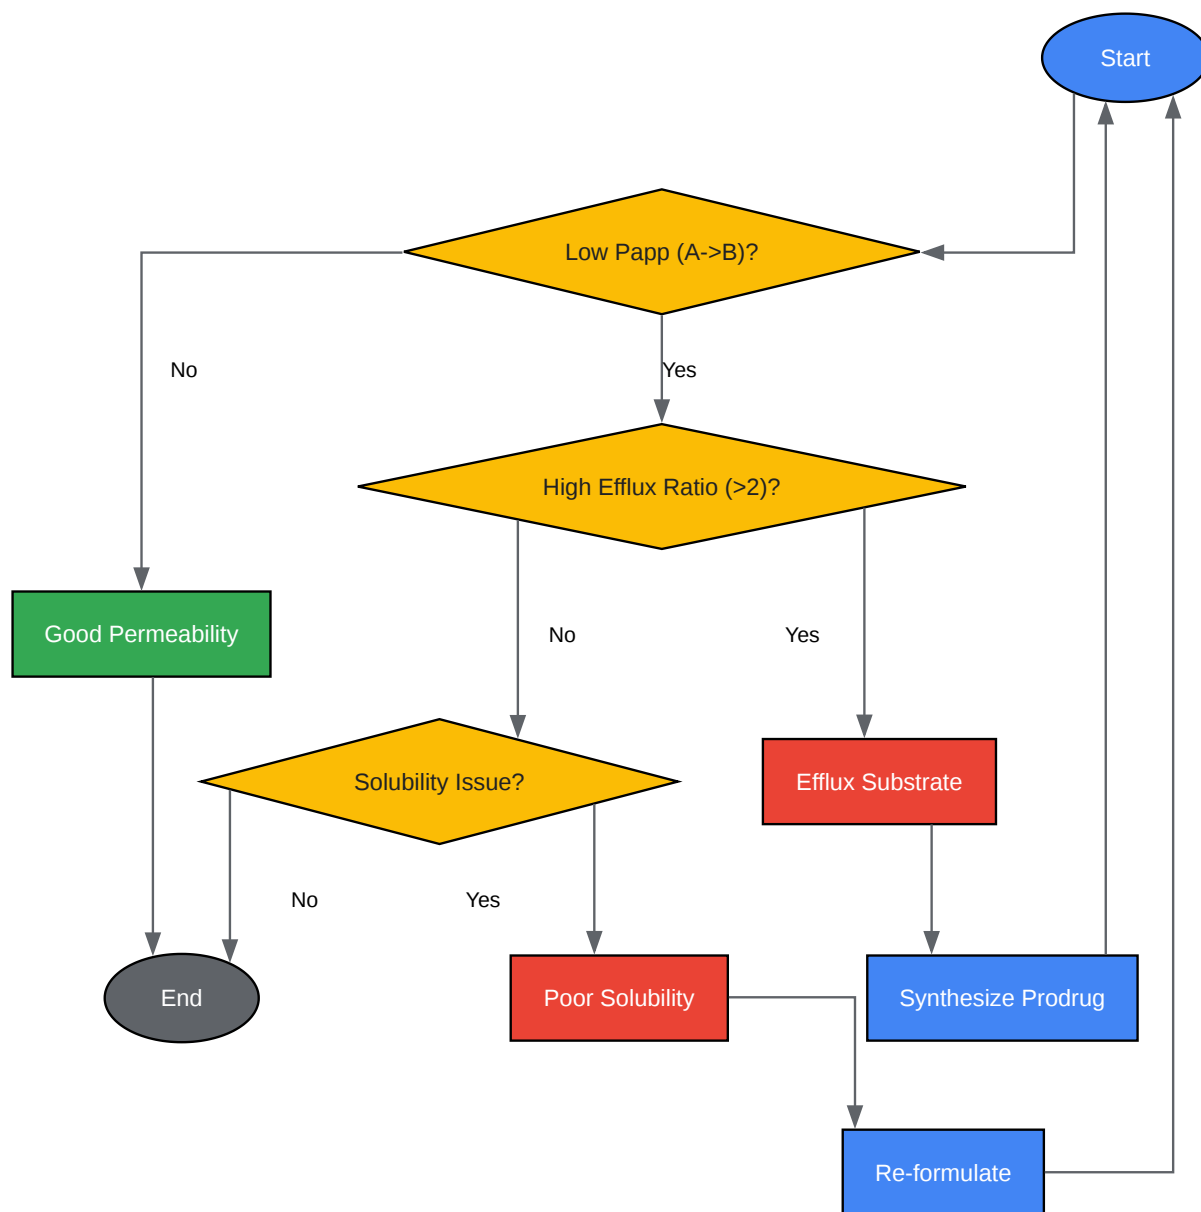 Start
Low Papp (A->B)?
No
Yes
High Efflux Ratio (>2)?
Good Permeability
No
Yes
Solubility Issue?
Efflux Substrate
No
Yes
End
Poor Solubility
Synthesize Prodrug
Re-formulate